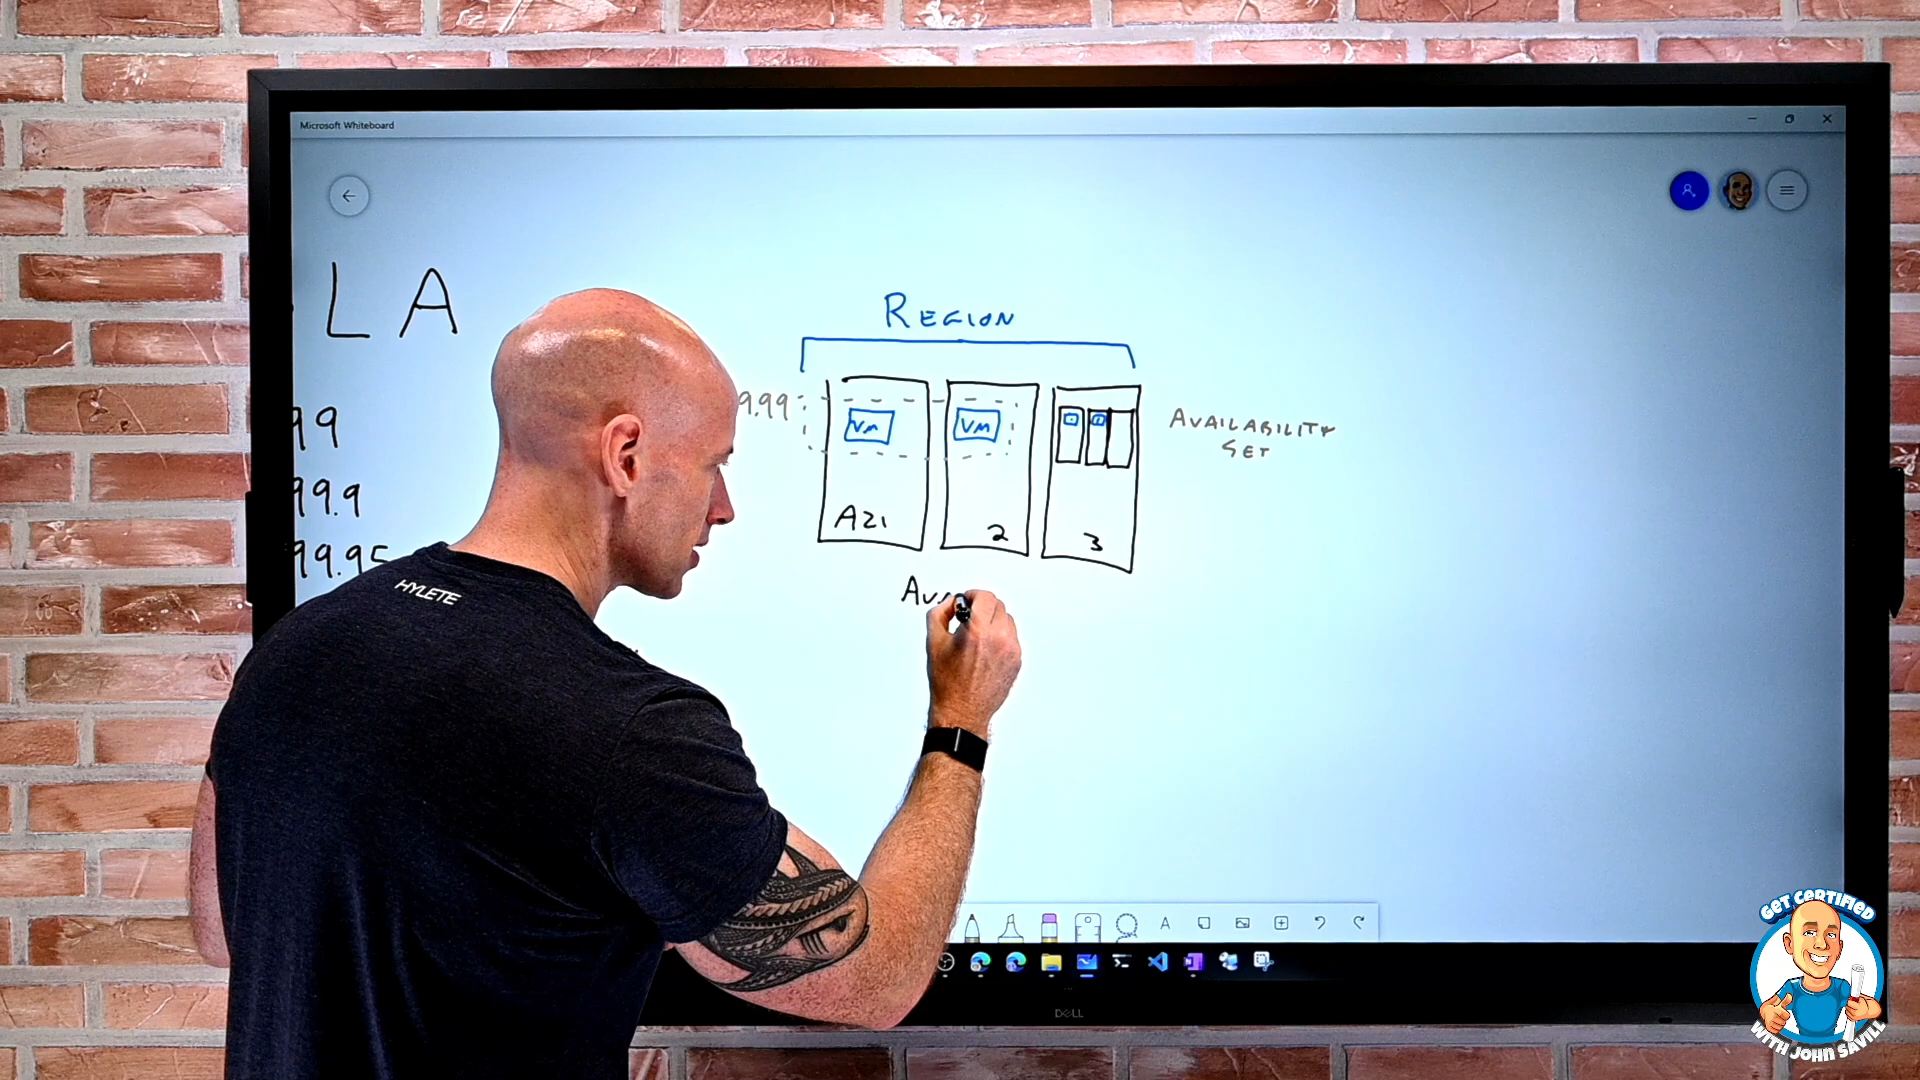 Microsoft Whiteboard
LA
REGION
99
9.99
VM
VM
AVAILABILITY
SET
99.9
AZ1
2
3
99.95
HYLETE
A
DELL
GET CERTIFIED
WITH JOHN SAVILL